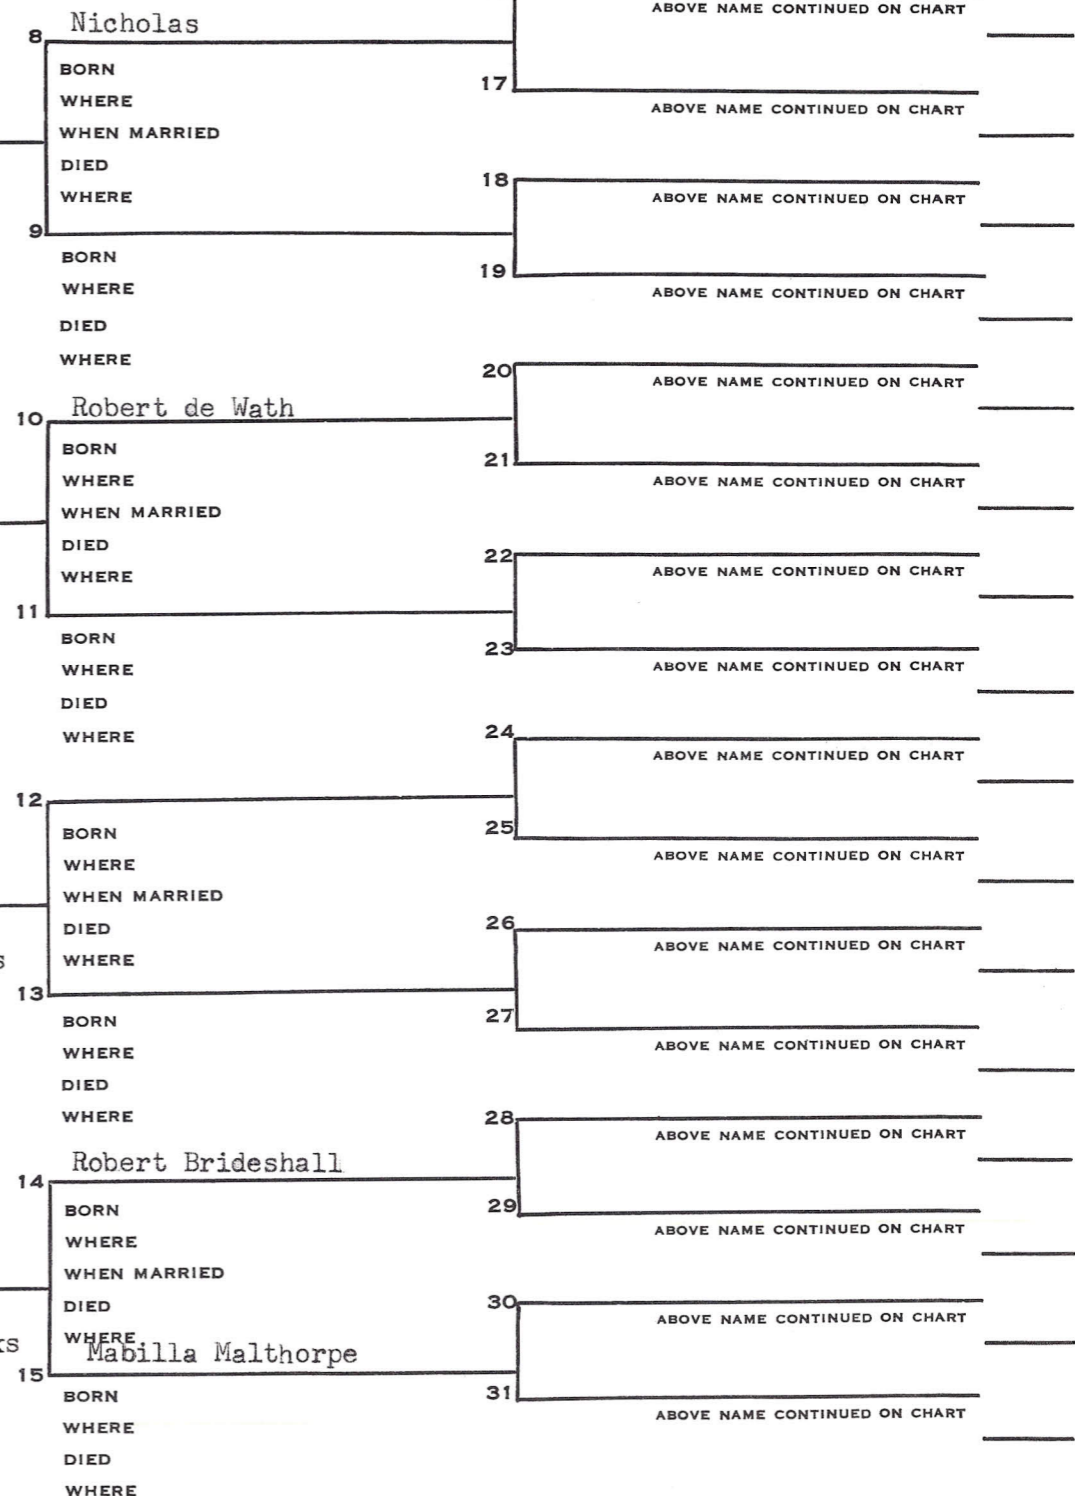 ABOVE NAME CONTINUED ON CHART
Nicholas
8
BORN
WHERE
WHEN MARRIED
DIED
WHERE
17
ABOVE NAME CONTINUED ON CHART
18
ABOVE NAME CONTINUED ON CHART
9
BORN
WHERE
DIED
WHERE
19
ABOVE NAME CONTINUED ON CHART
20
ABOVE NAME CONTINUED ON CHART
Robert de Wath
10
BORN
WHERE
WHEN MARRIED
DIED
WHERE
21
ABOVE NAME CONTINUED ON CHART
22
ABOVE NAME CONTINUED ON CHART
11
BORN
WHERE
DIED
WHERE
23
ABOVE NAME CONTINUED ON CHART
24
ABOVE NAME CONTINUED ON CHART
12
BORN
WHERE
WHEN MARRIED
DIED
WHERE
25
ABOVE NAME CONTINUED ON CHART
26
ABOVE NAME CONTINUED ON CHART
s
13
BORN
WHERE
DIED
WHERE
27
ABOVE NAME CONTINUED ON CHART
28
ABOVE NAME CONTINUED ON CHART
Robert Brideshall
14
BORN
WHERE
WHEN MARRIED
DIED
WHERE
29
ABOVE NAME CONTINUED ON CHART
30
ABOVE NAME CONTINUED ON CHART
Mabilla Malthorpe
15
BORN
WHERE
DIED
WHERE
31
ABOVE NAME CONTINUED ON CHART